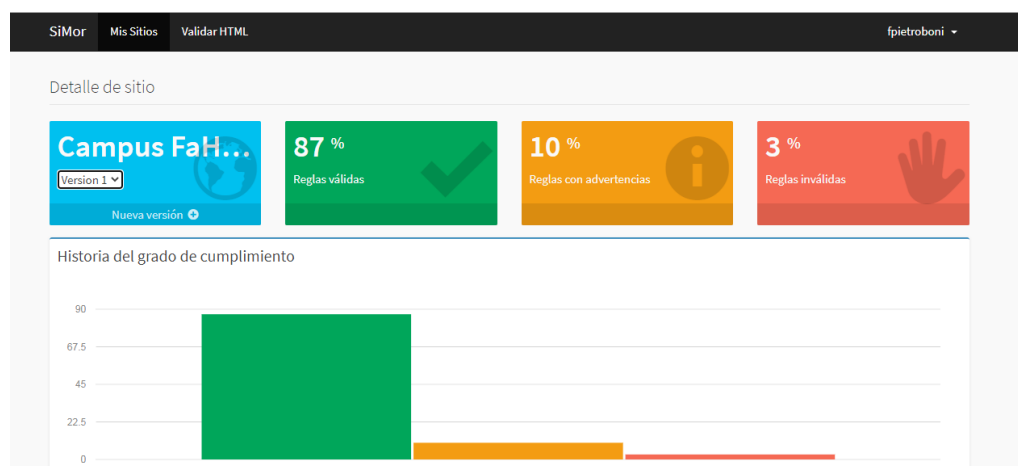 SiMor Mis Sitios Validar HTML fpietroboni
Detalle de sitio
Campus FaH...
Version 1
Nueva versión
87 %
Reglas válidas
10 %
Reglas con advertencias
3 %
Reglas inválidas
Historia del grado de cumplimiento
90
67.5
45
22.5
0